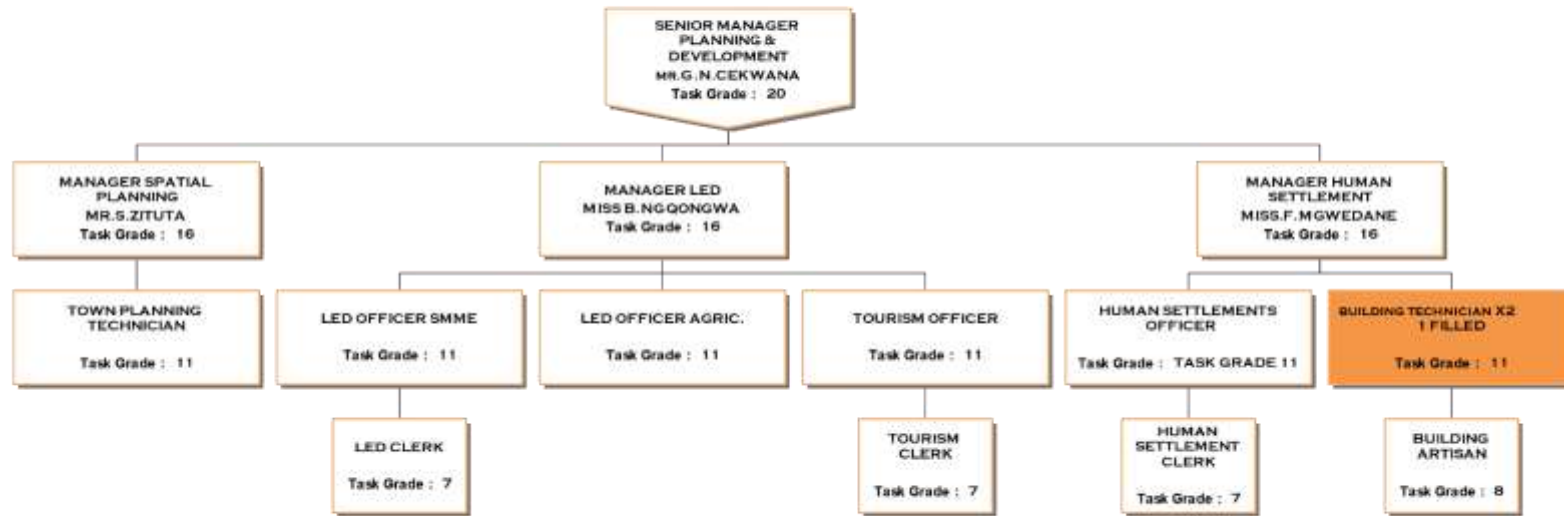 SENIOR MANAGER
PLANNING &
DEVELOPMENT
MR.G.N.CEKWANA
Task Grade : 20
MANAGER SPATIAL
PLANNING
MR.S.ZITUTA
Task Grade : 16
MANAGER LED
MISS B.NGQONGWA
Task Grade : 16
MANAGER HUMAN
SETTLEMENT
MISS.F.MGWEDANE
Task Grade : 16
TOWN PLANNING
TECHNICIAN
Task Grade : 11
LED OFFICER SMME
Task Grade : 11
LED OFFICER AGRIC.
Task Grade : 11
TOURISM OFFICER
Task Grade : 11
HUMAN SETTLEMENTS
OFFICER
Task Grade : TASK GRADE 11
BUILDING TECHNICIAN X2
1 FILLED
Task Grade : 11
LED CLERK
Task Grade : 7
TOURISM
CLERK
Task Grade : 7
HUMAN
SETTLEMENT
CLERK
Task Grade : 7
BUILDING
ARTISAN
Task Grade : 8